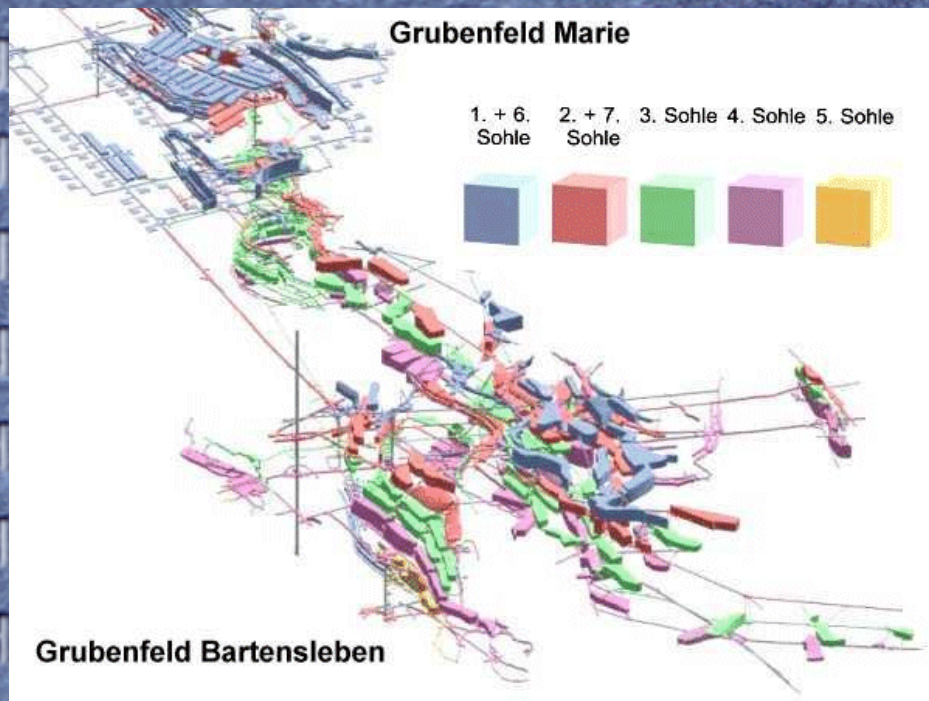 Grubenfeld Marie
1. + 6. Sohle
2. + 7. Sohle
3. Sohle
4. Sohle
5. Sohle
Grubenfeld Bartensleben